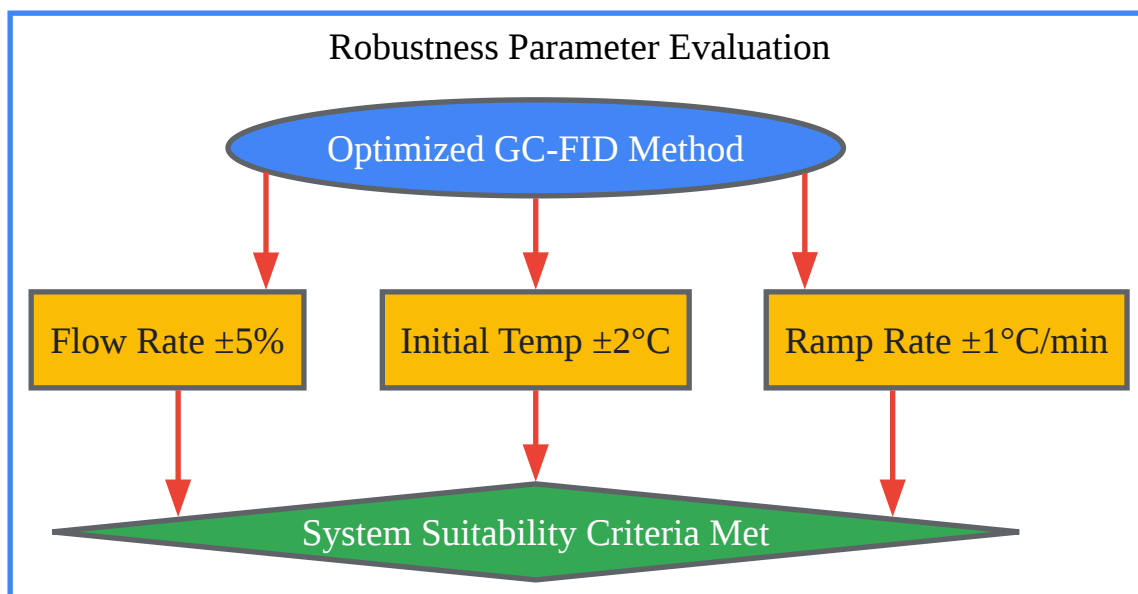 Robustness Parameter Evaluation
Optimized GC-FID Method
Flow Rate ±5%
Initial Temp ±2°C
Ramp Rate ±1°C/min
System Suitability Criteria Met